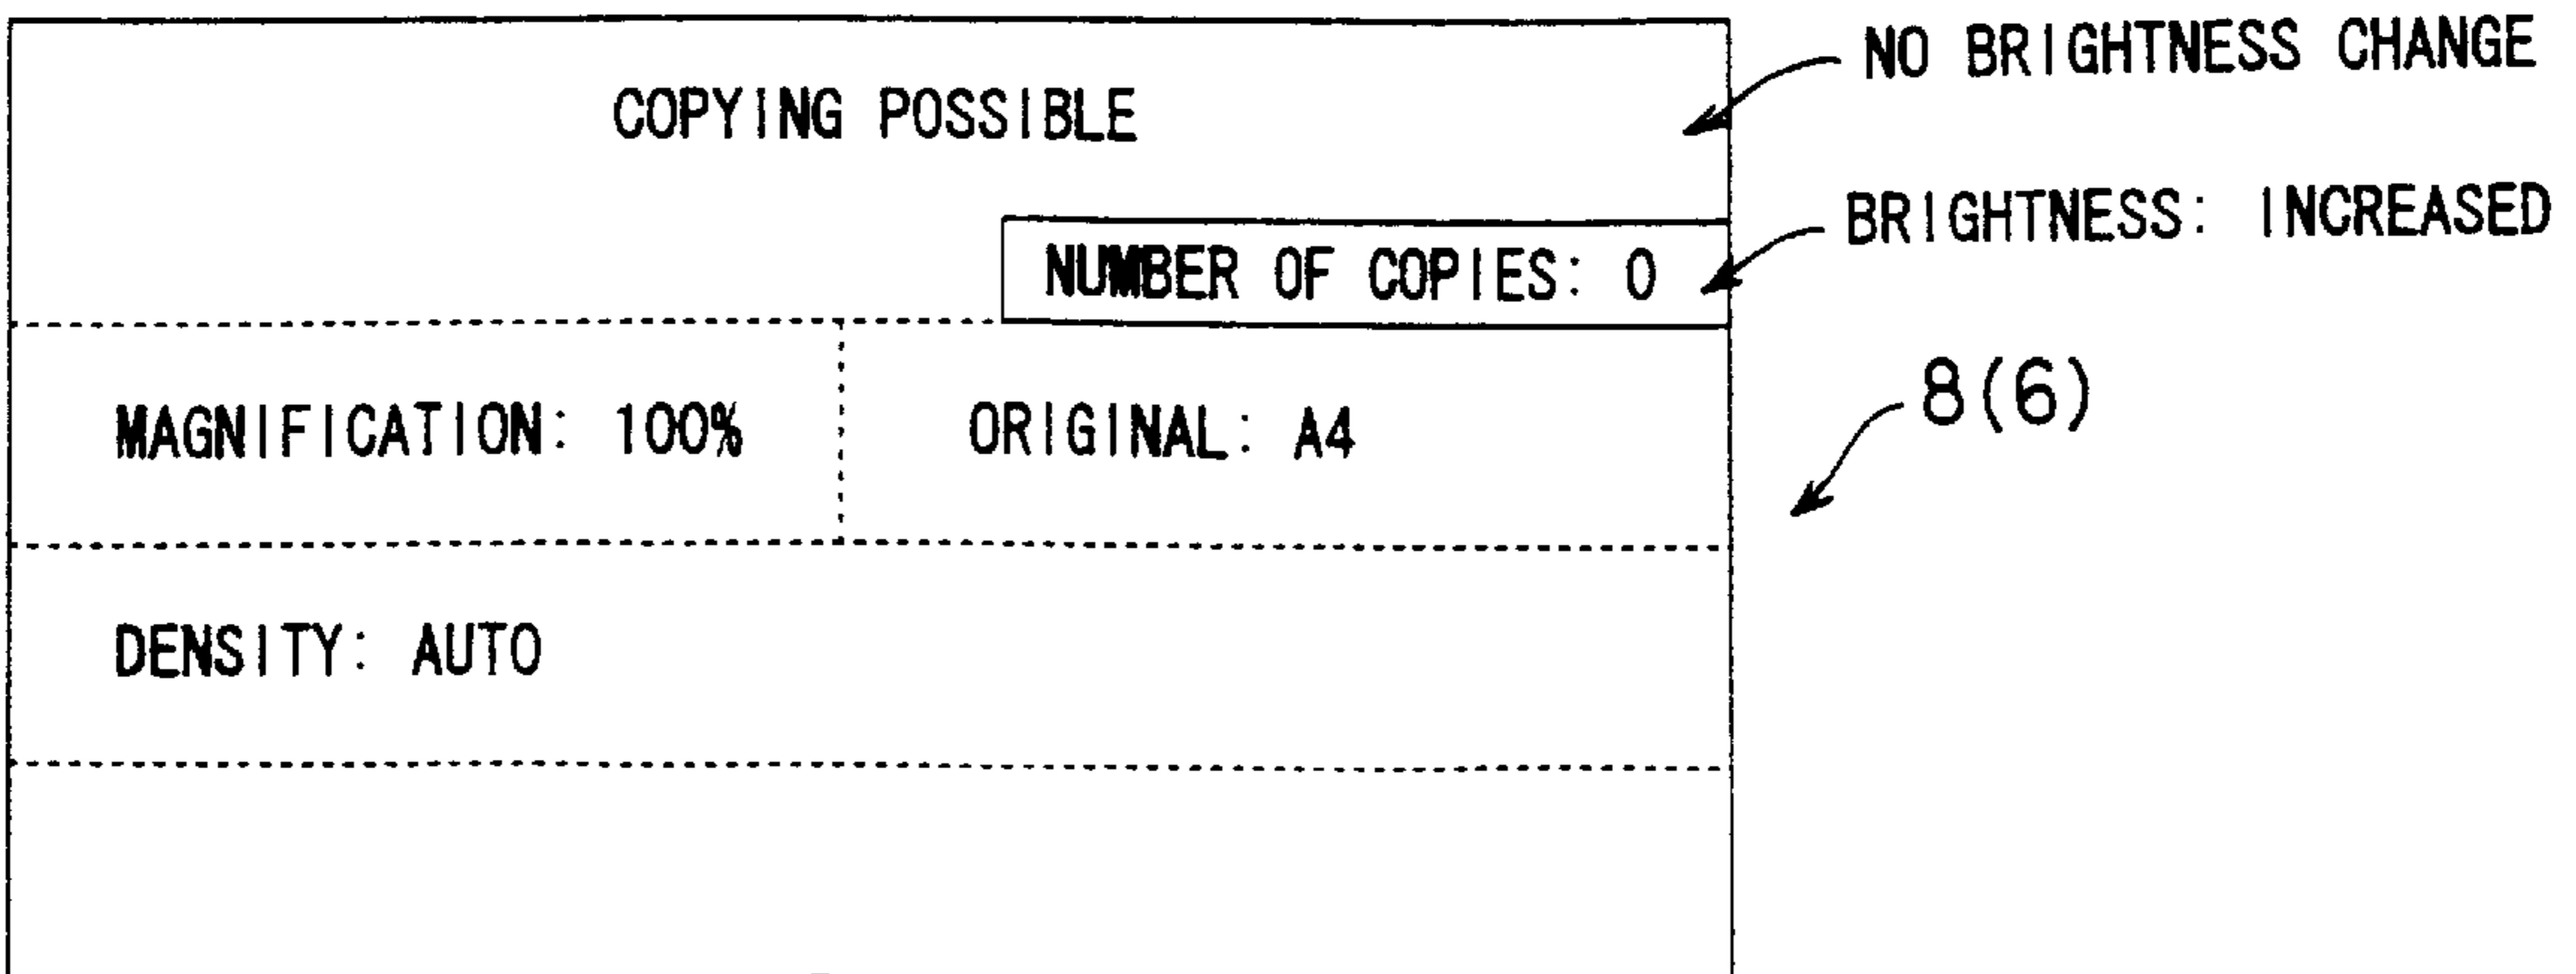 NO BRIGHTNESS CHANGE
COPYING POSSIBLE
BRIGHTNESS: INCREASED
NUMBER OF COPIES: 0
8(6)
MAGNIFICATION: 100% ORIGINAL: A4
DENSITY: AUTO